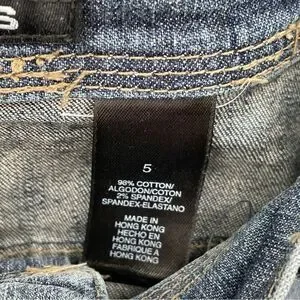 S
5
98% COTTON/
ALGODON/COTON
2% SPANDEX/
SPANDEX-ELASTANO
MADE IN
HONG KONG
HECHO EN
HONG KONG
FABRIQUE A
HONG KONG